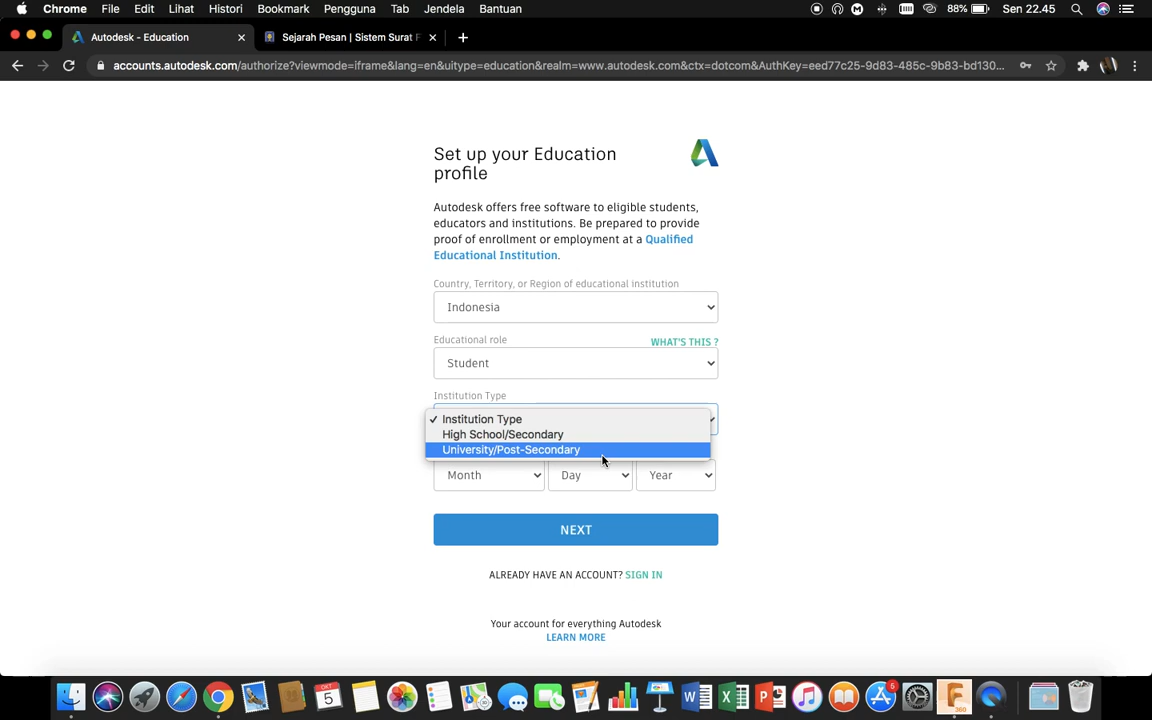 Chrome File Edit Lihat Histori Bookmark Pengguna Tab Jendela Bantuan 88% Sen 22.45
Autodesk - Education Sejarah Pesan | Sistem Surat
accounts.autodesk.com/authorize?viewmode=iframe&lang=en&uitype=education&realm=www.autodesk.com&ctx=dotcom&AuthKey=eed77c25-9d83-485c-9b83-bd130...
Set up your Education
profile
Autodesk offers free software to eligible students,
educators and institutions. Be prepared to provide
proof of enrollment or employment at a Qualified
Educational Institution.
Country, Territory, or Region of educational institution
Indonesia
Educational role WHAT'S THIS ?
Student
Institution Type
Institution Type
High School/Secondary
University/Post-Secondary
Month Day Year
NEXT
ALREADY HAVE AN ACCOUNT? SIGN IN
Your account for everything Autodesk
LEARN MORE